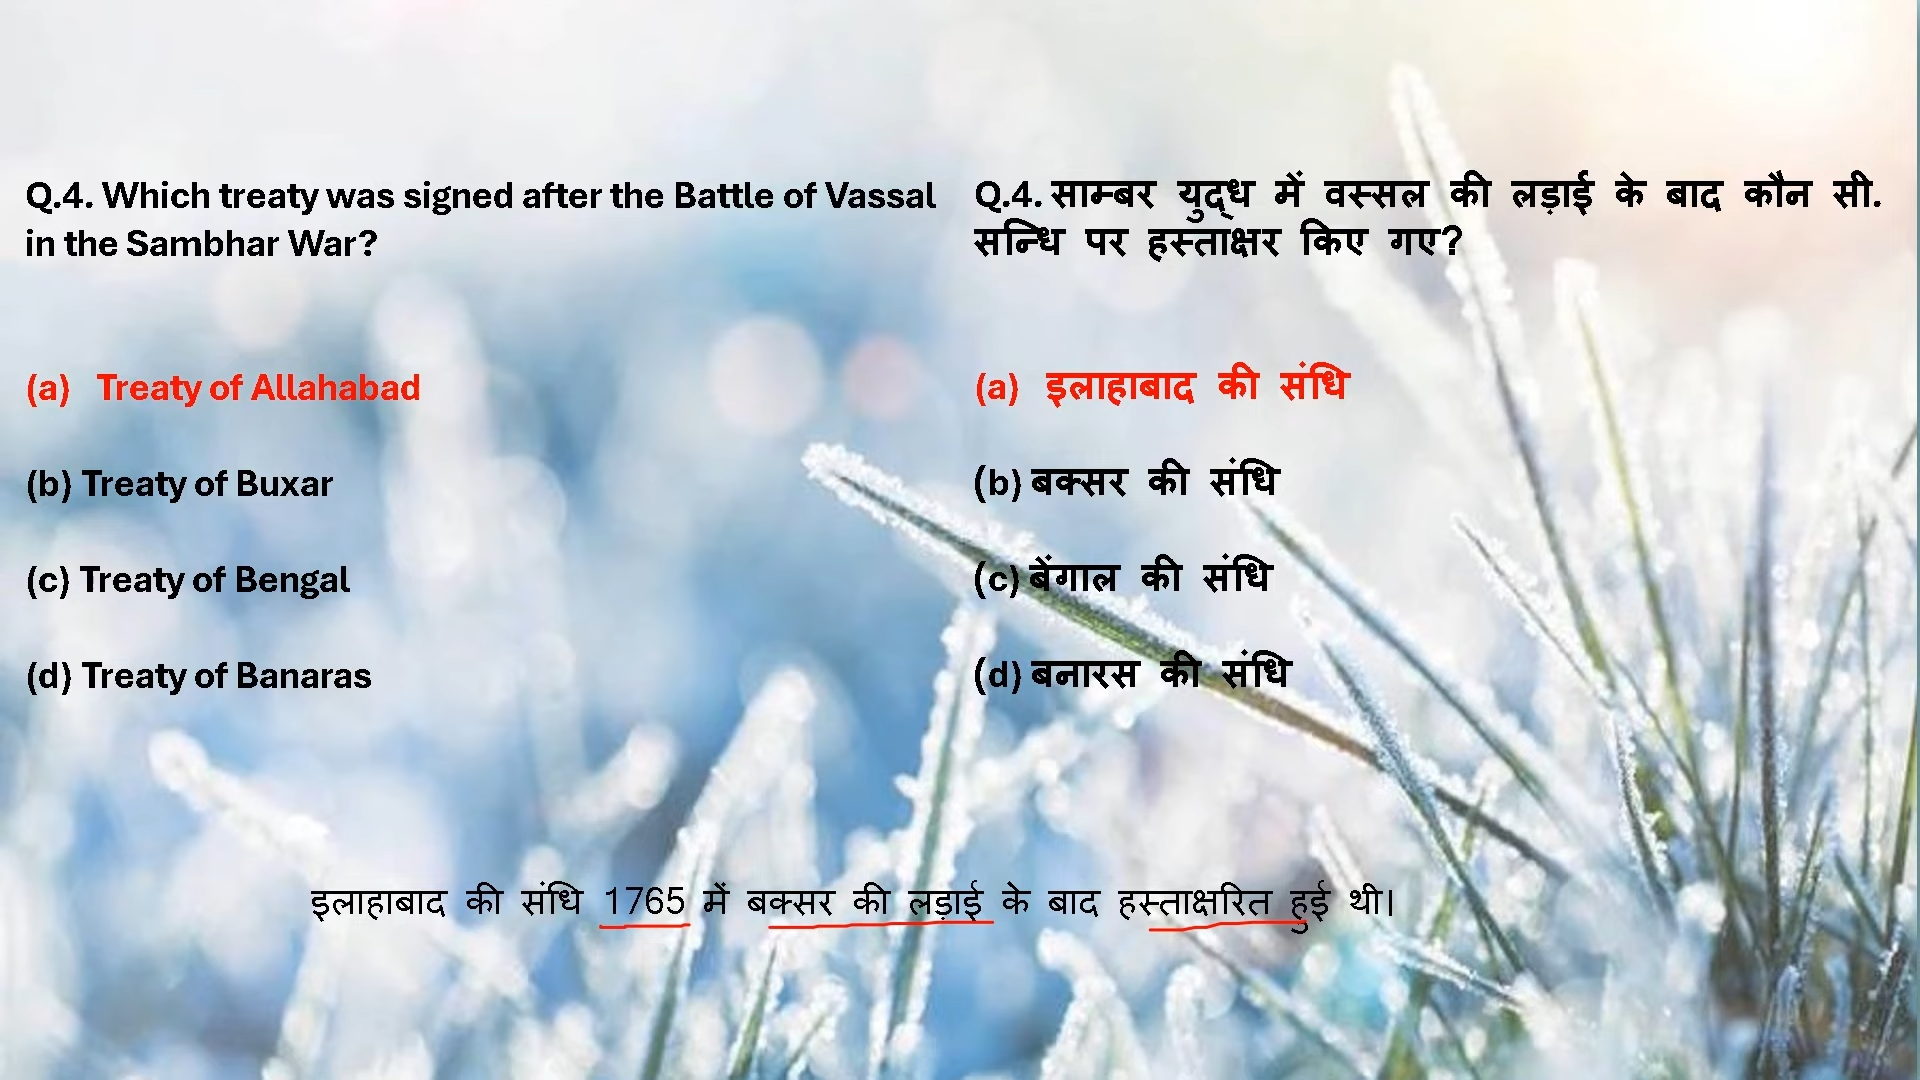 Q.4. Which treaty was signed after the Battle of Vassal
in the Sambhar War?
(a) Treaty of Allahabad
(b) Treaty of Buxar
(c) Treaty of Bengal
(d) Treaty of Banaras
Q.4. साम्बर युद्ध में वस्सल की लड़ाई के बाद कौन सी.
सन्धि पर हस्ताक्षर किए गए?
(a) इलाहाबाद की संधि
(b) बक्सर की संधि
(c) बेंगाल की संधि
(d) बनारस की संधि
इलाहाबाद की संधि 1765 में बक्सर की लड़ाई के बाद हस्ताक्षरित हुई थी।